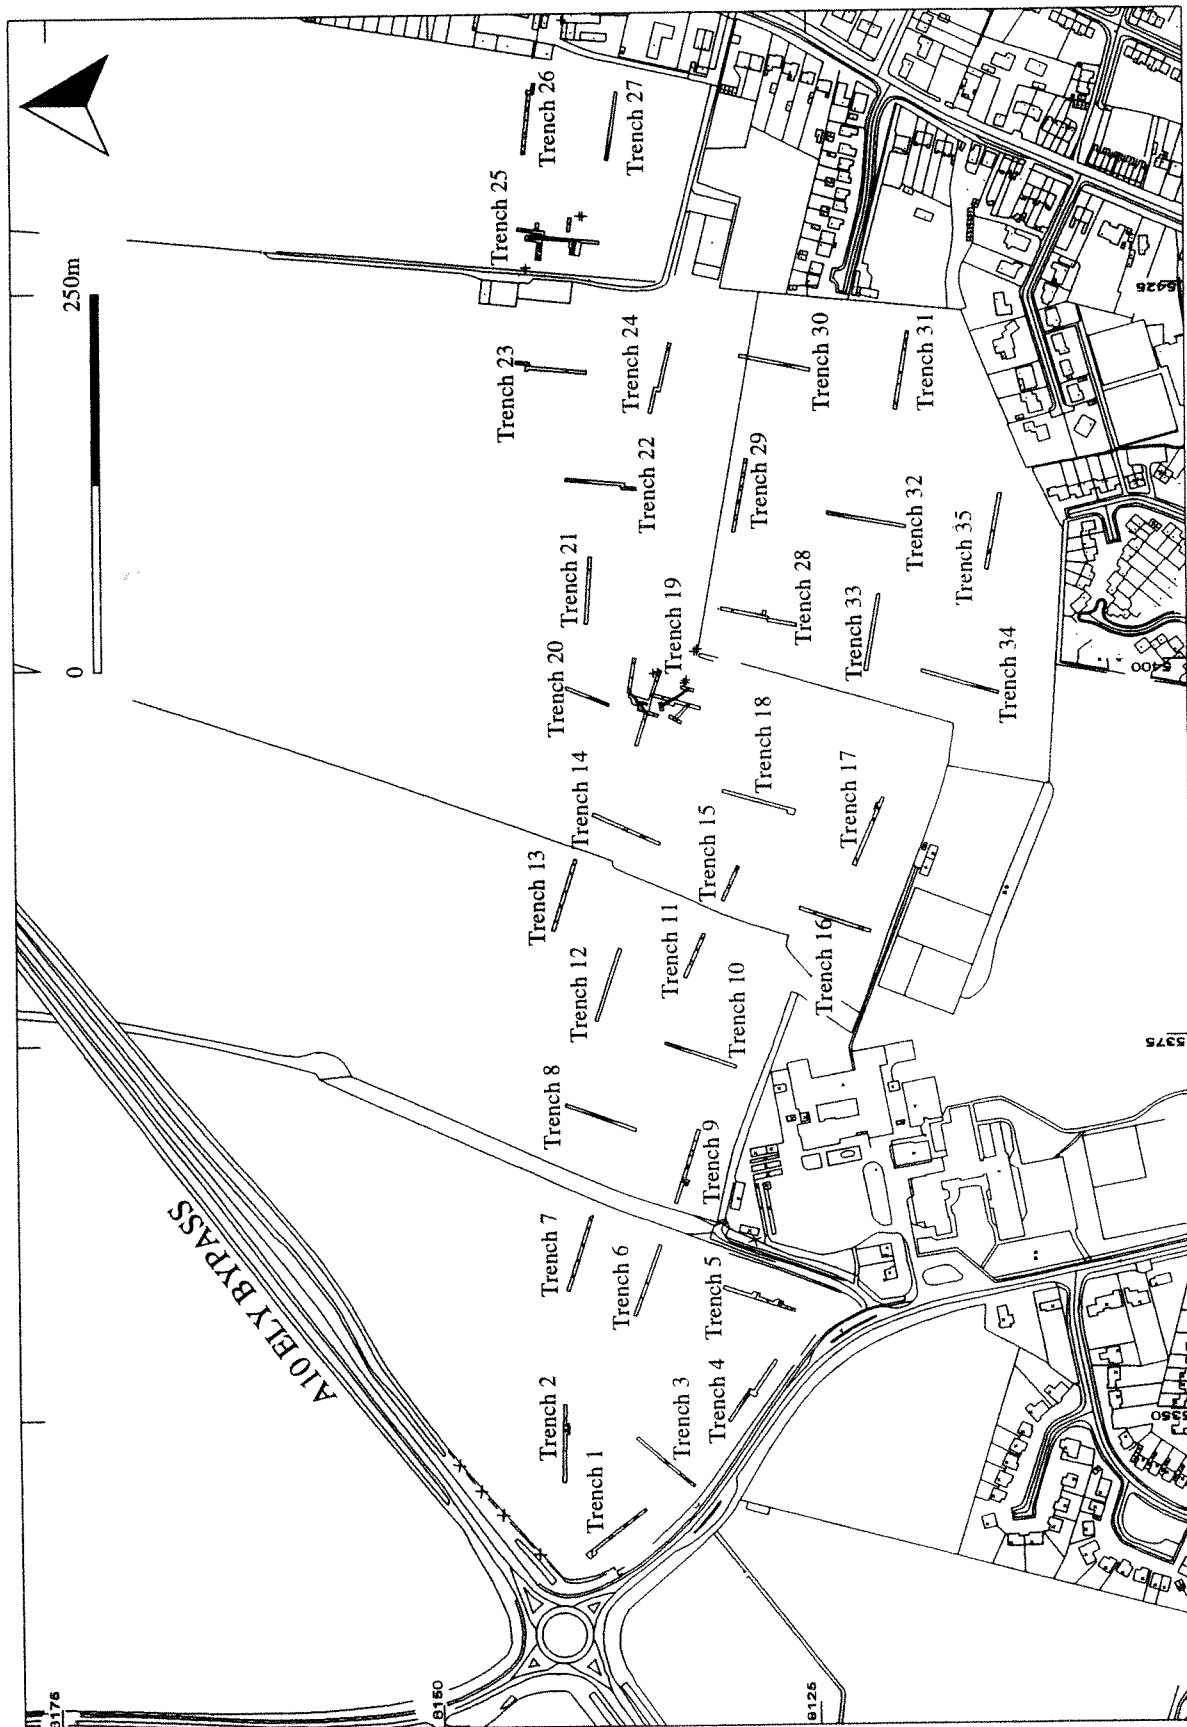 0
250m
A10 ELY BYPASS
Trench 1
Trench 2
Trench 3
Trench 4
Trench 5
Trench 6
Trench 7
Trench 8
Trench 9
Trench 10
Trench 11
Trench 12
Trench 13
Trench 14
Trench 15
Trench 16
Trench 17
Trench 18
Trench 19
Trench 20
Trench 21
Trench 22
Trench 23
Trench 24
Trench 25
Trench 26
Trench 27
Trench 28
Trench 29
Trench 30
Trench 31
Trench 32
Trench 33
Trench 34
Trench 35
8175
8150
8125
5350
5375
5400
5425